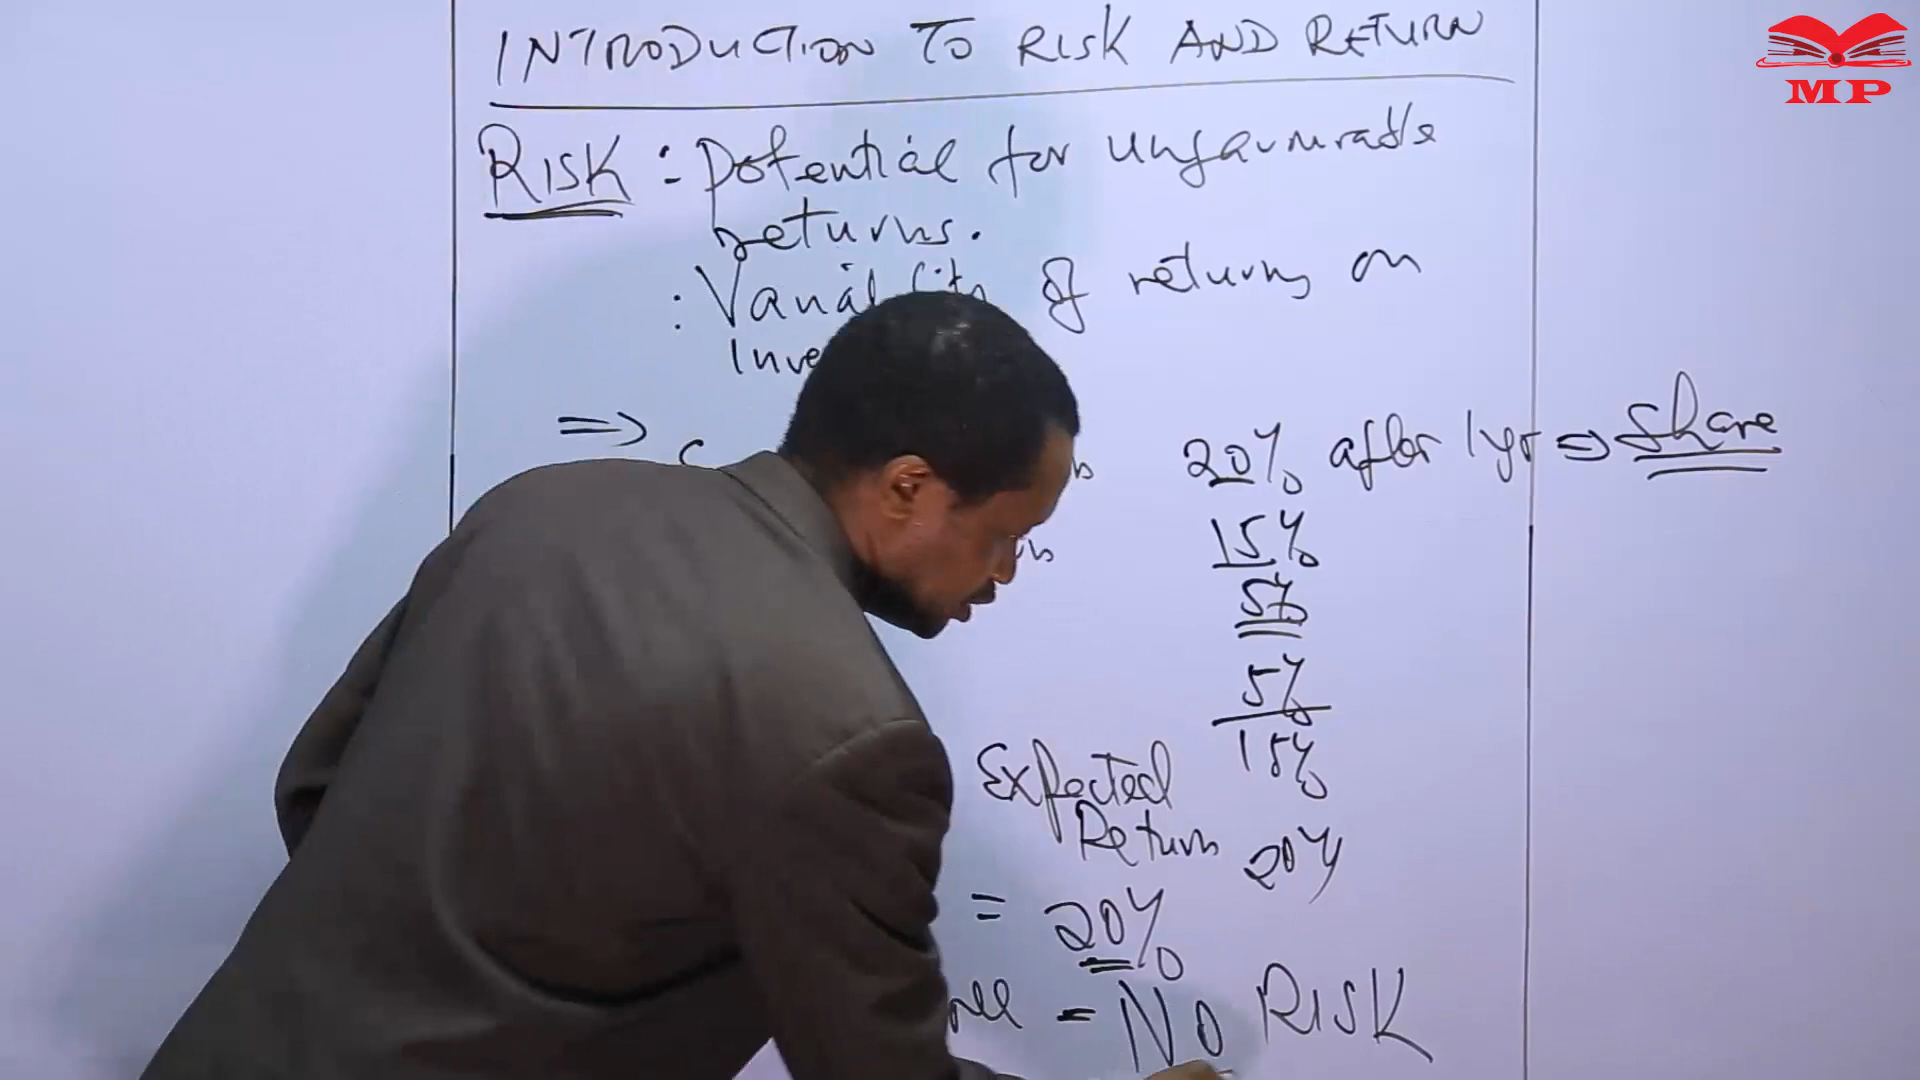 INTRODUCTION TO RISK AND RETURN
MP
RISK : potential for unfavourable
returns.
: Variability of returns on
Inve
=> 20% after 1yr => Share
15%
5%
5%
15%
Expected
Return 20%
= 20%
= NO RISK